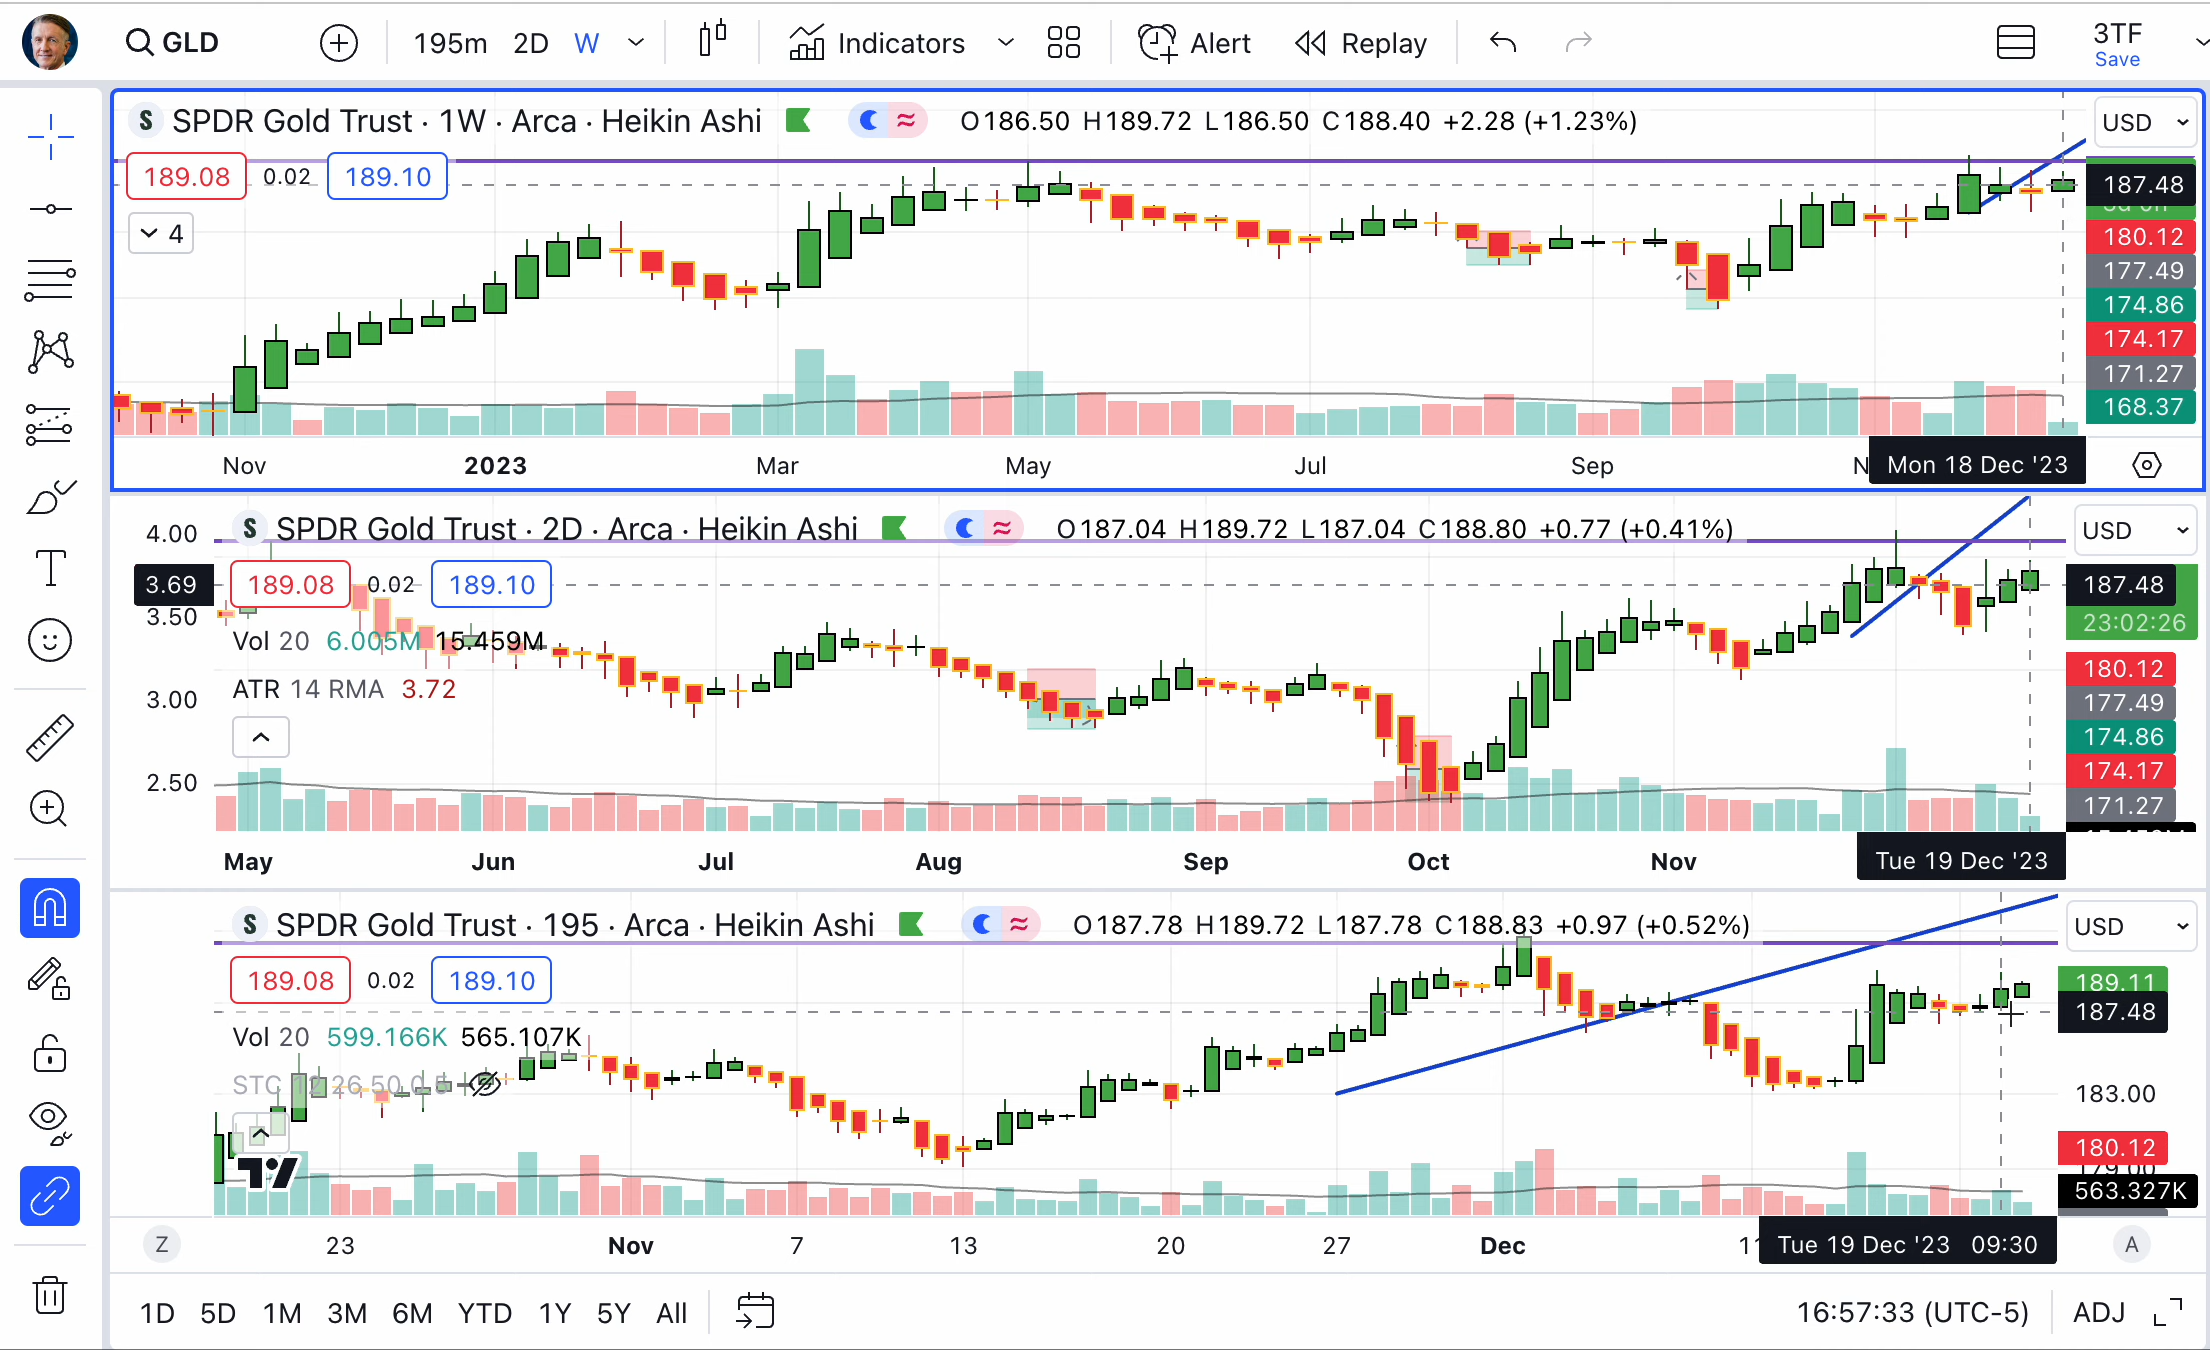 GLD 195m 2D W Indicators Alert Replay 3TF
Save
S SPDR Gold Trust · 1W · Arca · Heikin Ashi O186.50 H189.72 L186.50 C188.40 +2.28 (+1.23%) USD
189.08 0.02 189.10
187.48
4
180.12
177.49
174.86
174.17
171.27
168.37
Nov 2023 Mar May Jul Sep N Mon 18 Dec '23
4.00 S SPDR Gold Trust · 2D · Arca · Heikin Ashi O187.04 H189.72 L187.04 C188.80 +0.77 (+0.41%) USD
3.69 189.08 0.02 189.10 187.48
3.50 23:02:26
Vol 20 6.005M 15.459M
180.12
ATR 14 RMA 3.72
3.00 177.49
174.86
174.17
2.50 171.27
May Jun Jul Aug Sep Oct Nov Tue 19 Dec '23
S SPDR Gold Trust · 195 · Arca · Heikin Ashi O187.78 H189.72 L187.78 C188.83 +0.97 (+0.52%) USD
189.08 0.02 189.10 189.11
187.48
Vol 20 599.166K 565.107K
STC 12 26 50 0.5
183.00
180.12
179.00
563.327K
Z 23 Nov 7 13 20 27 Dec 11 Tue 19 Dec '23 09:30 A
1D 5D 1M 3M 6M YTD 1Y 5Y All 16:57:33 (UTC-5) ADJ